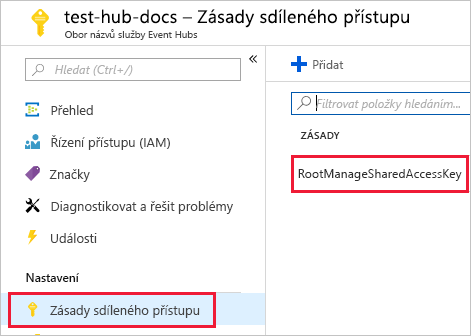 test-hub-docs – Zásady sdíleného přístupu
Obor názvů služby Event Hubs
Hledat (Ctrl+/)
«
Přehled
Řízení přístupu (IAM)
Značky
Diagnostikovat a řešit problémy
Události
Nastavení
Zásady sdíleného přístupu
Přidat
Filtrovat položky hledáním...
ZÁSADY
RootManageSharedAccessKey